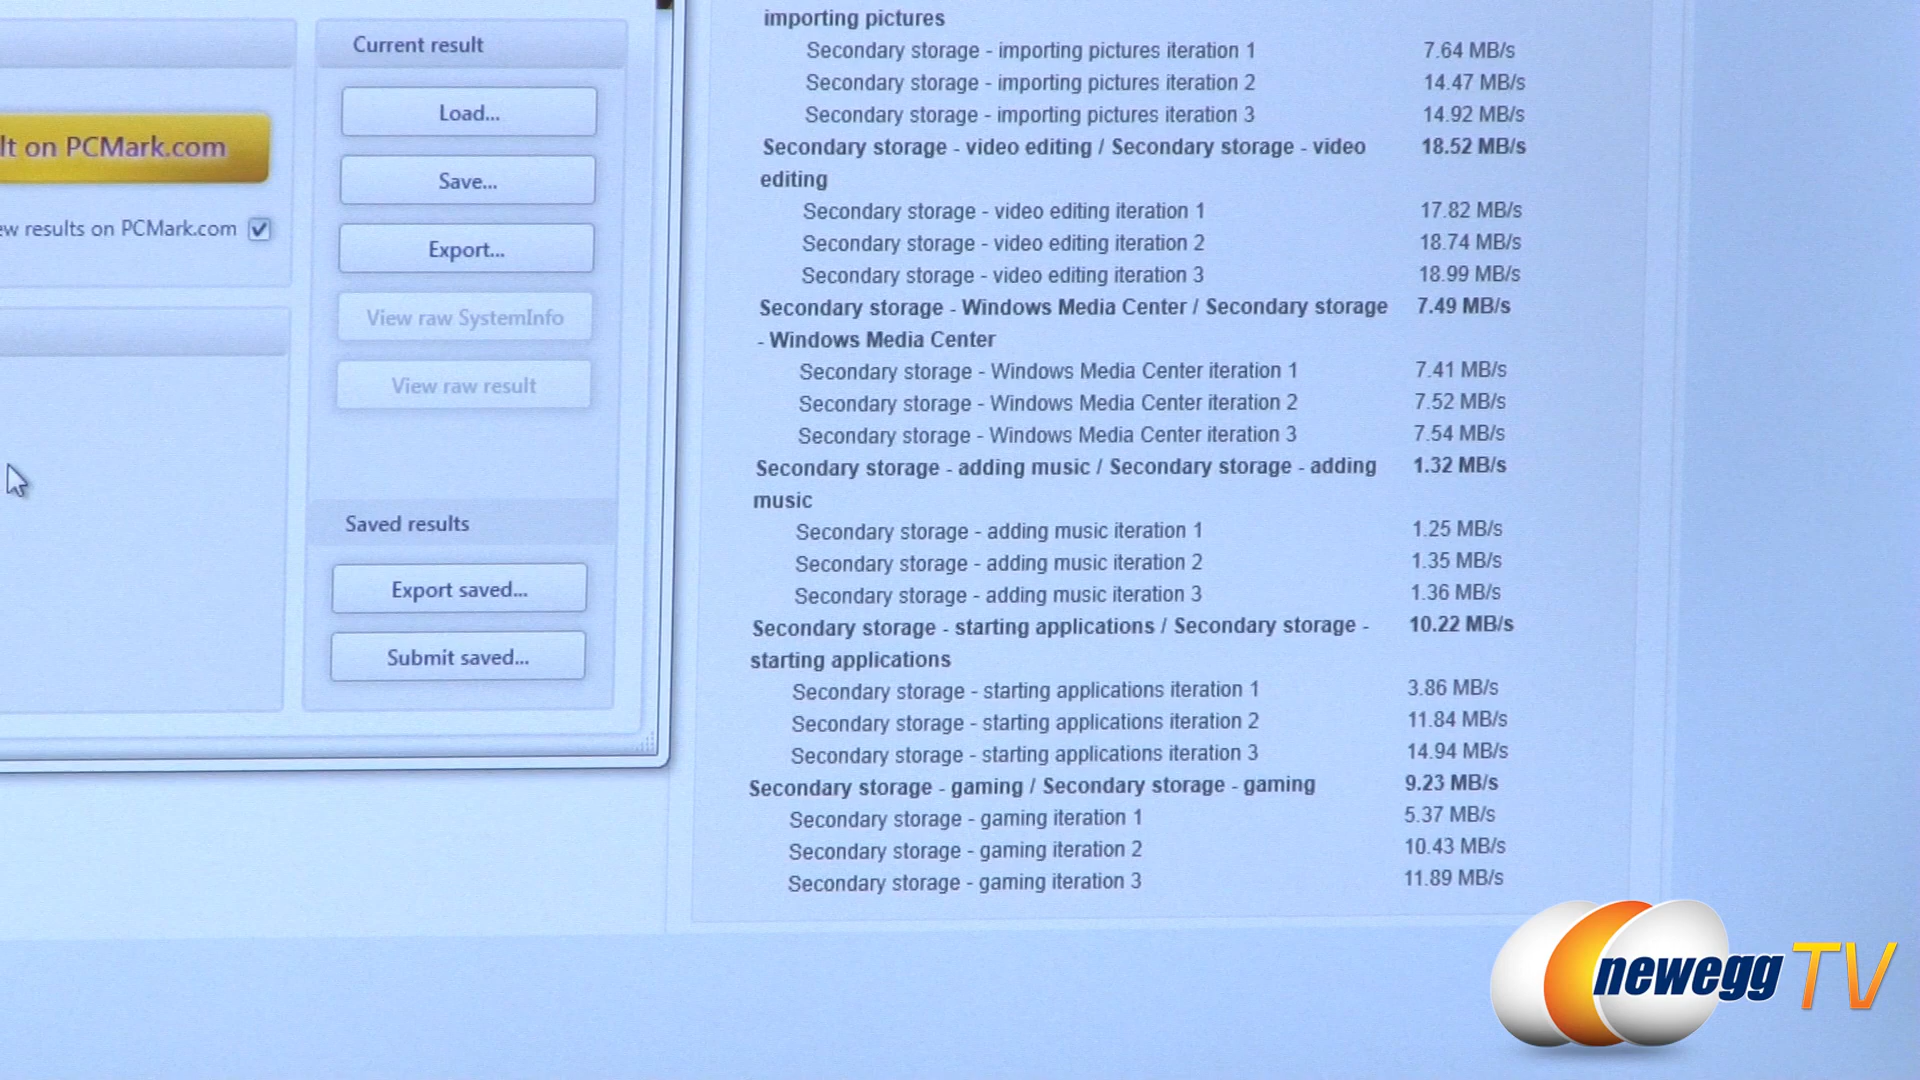 Current result
Load...
lt on PCMark.com
Save...
ew results on PCMark.com
Export...
View raw SystemInfo
View raw result
Saved results
Export saved...
Submit saved...
importing pictures
Secondary storage - importing pictures iteration 1 7.64 MB/s
Secondary storage - importing pictures iteration 2 14.47 MB/s
Secondary storage - importing pictures iteration 3 14.92 MB/s
Secondary storage - video editing / Secondary storage - video 18.52 MB/s
editing
Secondary storage - video editing iteration 1 17.82 MB/s
Secondary storage - video editing iteration 2 18.74 MB/s
Secondary storage - video editing iteration 3 18.99 MB/s
Secondary storage - Windows Media Center / Secondary storage 7.49 MB/s
- Windows Media Center
Secondary storage - Windows Media Center iteration 1 7.41 MB/s
Secondary storage - Windows Media Center iteration 2 7.52 MB/s
Secondary storage - Windows Media Center iteration 3 7.54 MB/s
Secondary storage - adding music / Secondary storage - adding 1.32 MB/s
music
Secondary storage - adding music iteration 1 1.25 MB/s
Secondary storage - adding music iteration 2 1.35 MB/s
Secondary storage - adding music iteration 3 1.36 MB/s
Secondary storage - starting applications / Secondary storage - 10.22 MB/s
starting applications
Secondary storage - starting applications iteration 1 3.86 MB/s
Secondary storage - starting applications iteration 2 11.84 MB/s
Secondary storage - starting applications iteration 3 14.94 MB/s
Secondary storage - gaming / Secondary storage - gaming 9.23 MB/s
Secondary storage - gaming iteration 1 5.37 MB/s
Secondary storage - gaming iteration 2 10.43 MB/s
Secondary storage - gaming iteration 3 11.89 MB/s
newegg TV